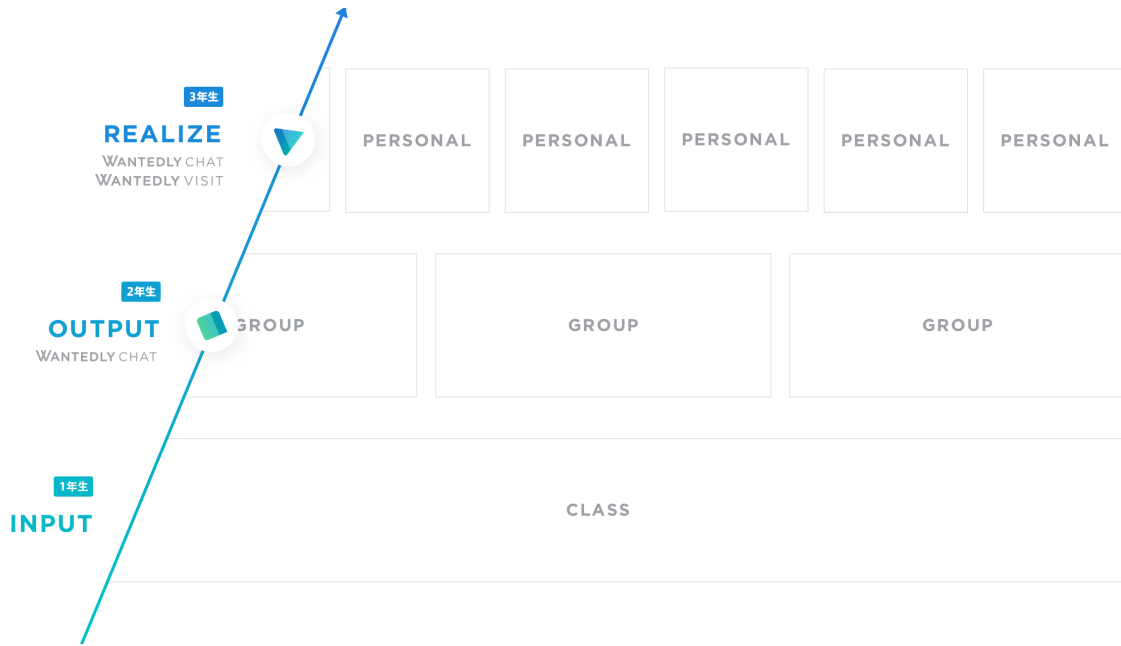 3年生
REALIZE
WANTEDLY CHAT
WANTEDLY VISIT
PERSONAL
PERSONAL
PERSONAL
PERSONAL
PERSONAL
2年生
OUTPUT
WANTEDLY CHAT
GROUP
GROUP
GROUP
1年生
INPUT
CLASS